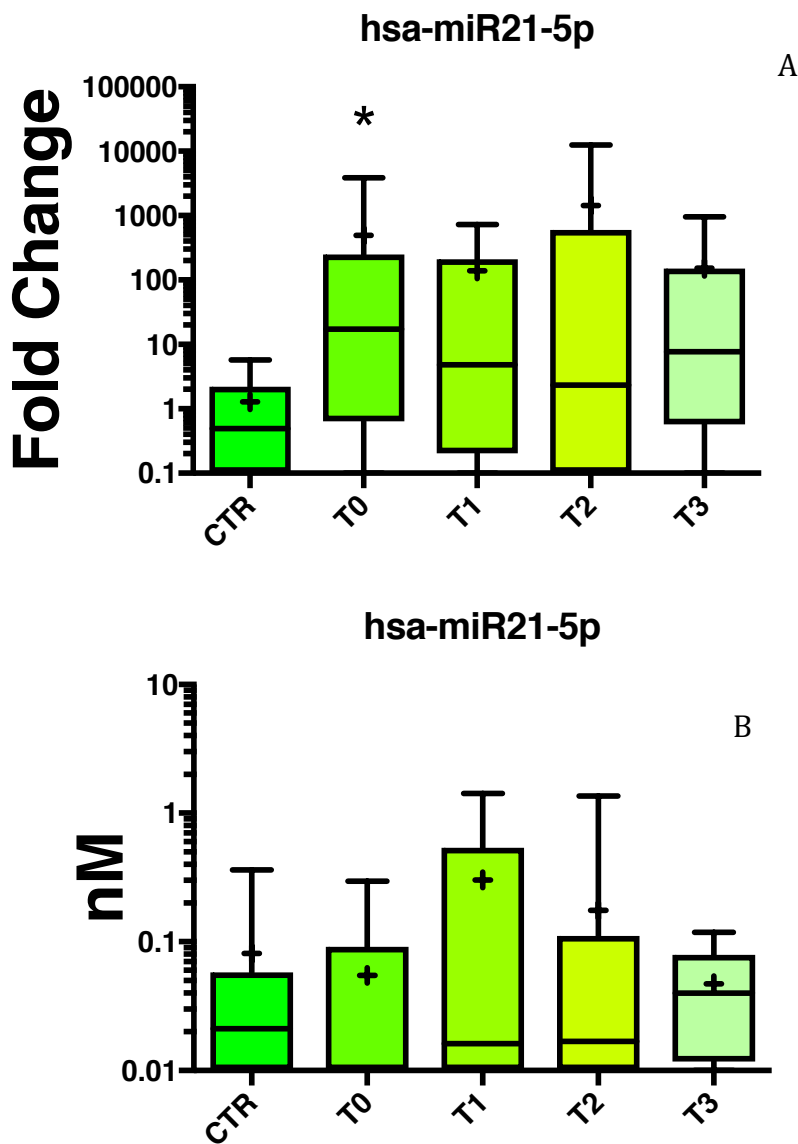 hsa-miR21-5p
A
Fold Change
100000
10000
1000
100
10
1
0.1
*
CTR
T0
T1
T2
T3
hsa-miR21-5p
B
nM
10
1
0.1
0.01
CTR
T0
T1
T2
T3